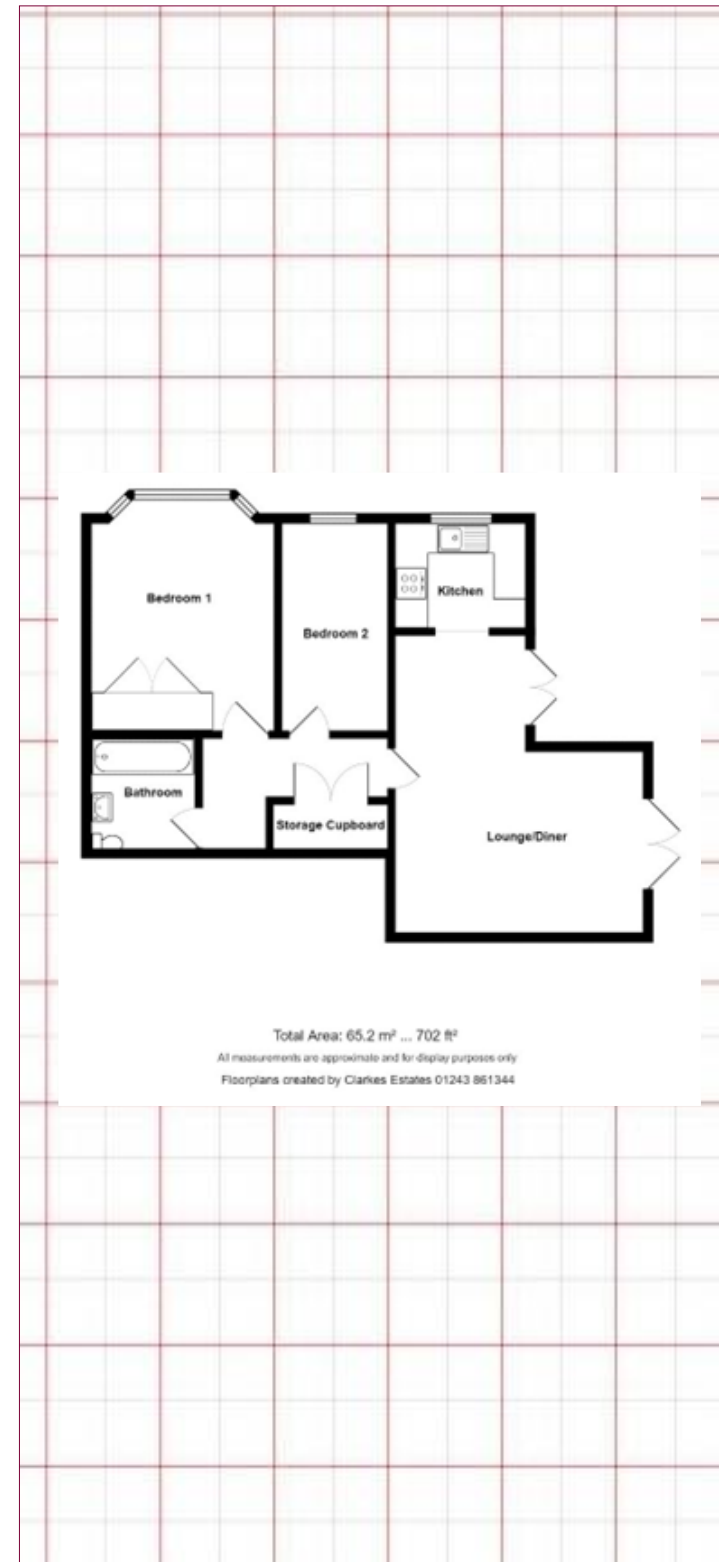 Bedroom 1
Kitchen
Bedroom 2
Bathroom
Storage Cupboard
Lounge/Diner
Total Area: 65.2 m² ... 702 ft²
All measurements are approximate and for display purposes only
Floorplans created by Clarkes Estates 01243 861344